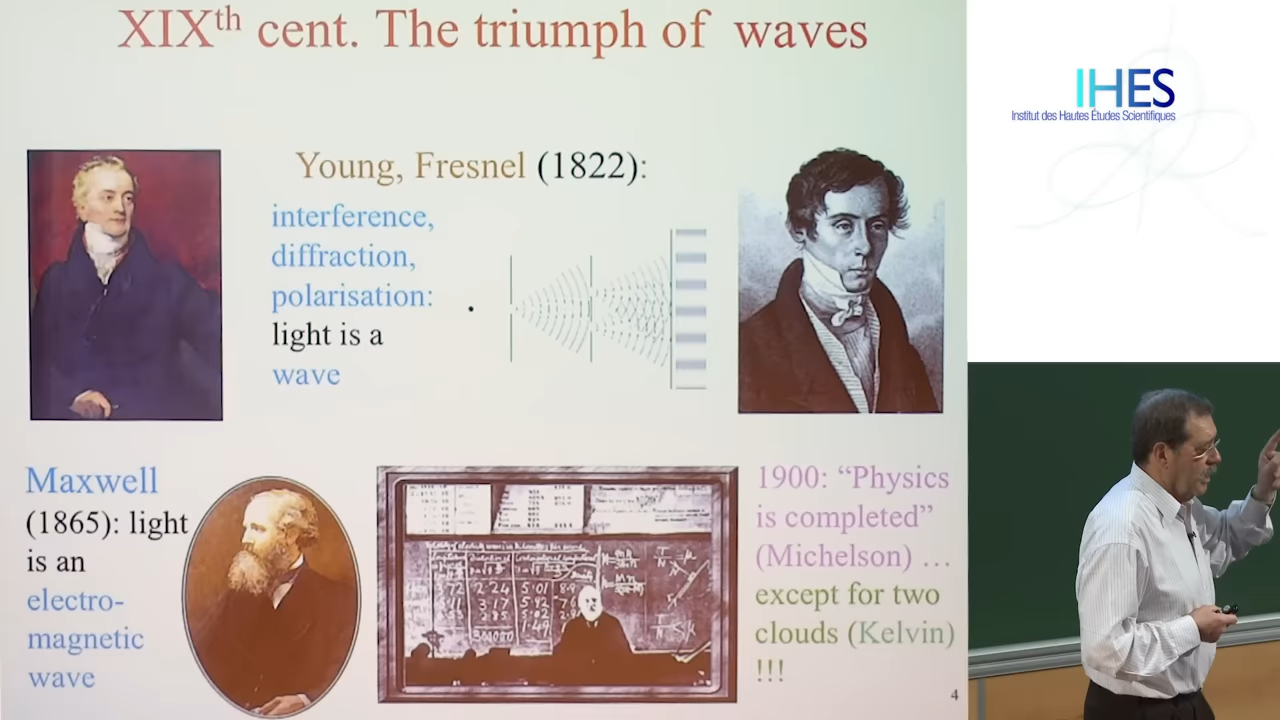 XIXth cent. The triumph of waves
IHES
Institut des Hautes Études Scientifiques
Young, Fresnel (1822):
interference,
diffraction,
polarisation:
light is a
wave
Maxwell
(1865): light
is an
electro-
magnetic
wave
1900: “Physics
is completed”
(Michelson) …
except for two
clouds (Kelvin)
!!!
4